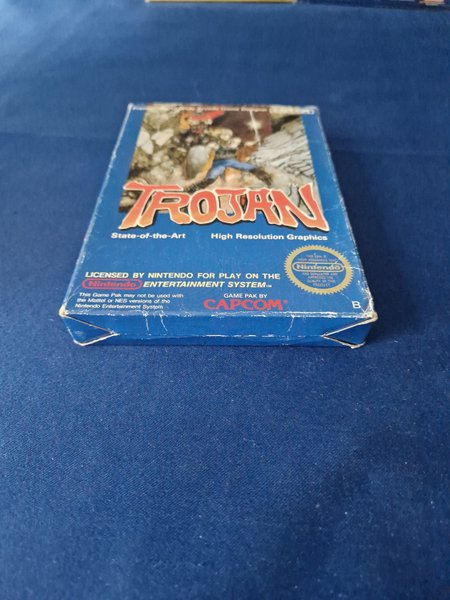 TROJAN
State-of-the-Art High Resolution Graphics
LICENSED BY NINTENDO FOR PLAY ON THE
Nintendo ENTERTAINMENT SYSTEM™
This Game Pak may not be used with
the Mattel or NES versions of the
Nintendo Entertainment System.
GAME PAK BY
CAPCOM
Nintendo
B